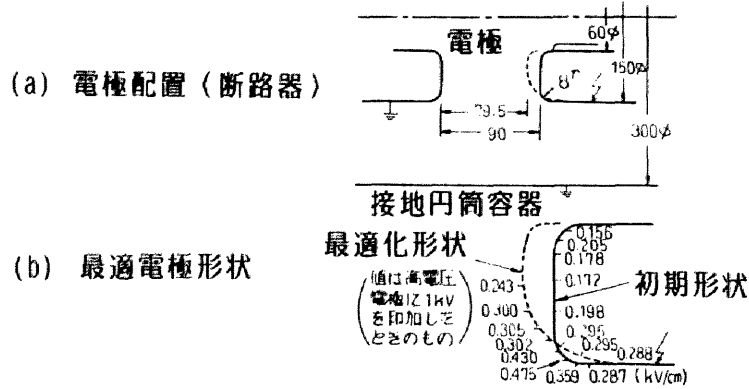 (a) 電極配置(断路器)
電極
60φ
8r
150φ
79.5
90
300φ
接地円筒容器
(b) 最適電極形状
最適化形状
(値は高電圧
電極に1kV
を印加した
ときのもの)
初期形状
0.156
0.205
0.178
0.172
0.243
0.300
0.198
0.305
0.302
0.295
0.430
0.288
0.475
0.359
0.287 (kV/cm)